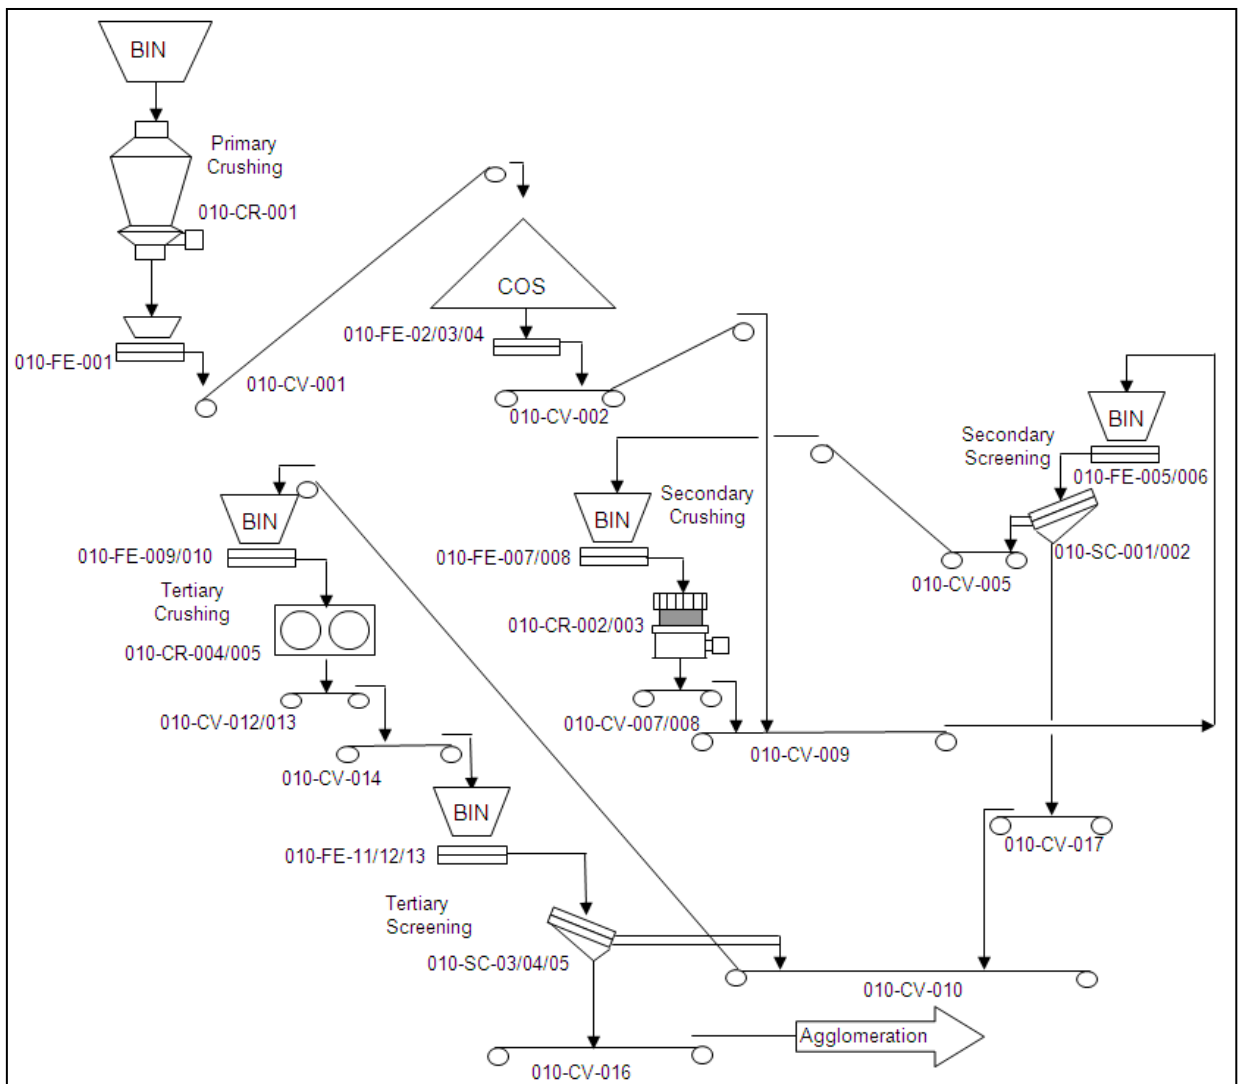 BIN
Primary
Crushing
010-CR-001
COS
010-FE-02/03/04
010-FE-001
010-CV-001
010-CV-002
BIN
Secondary
Screening
010-FE-005/006
BIN
Secondary
Crushing
BIN
010-FE-009/010
010-FE-007/008
010-SC-001/002
010-CV-005
Tertiary
Crushing
010-CR-002/003
010-CR-004/005
010-CV-012/013
010-CV-007/008
010-CV-009
010-CV-014
BIN
010-CV-017
010-FE-11/12/13
Tertiary
Screening
010-SC-03/04/05
010-CV-010
Agglomeration
010-CV-016